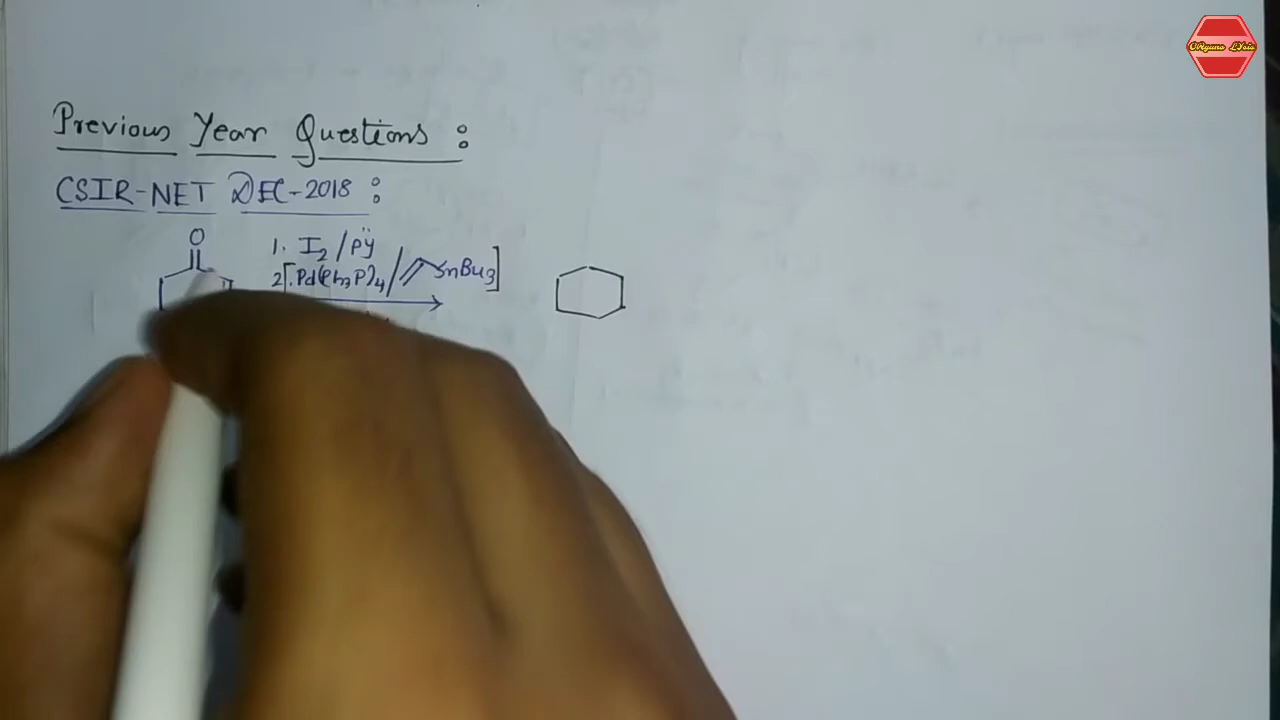 Previous Year Questions :
CSIR-NET DEC-2018 :
O
1. I2 / Py
2[.Pd(Ph3P)4 / SnBu3]